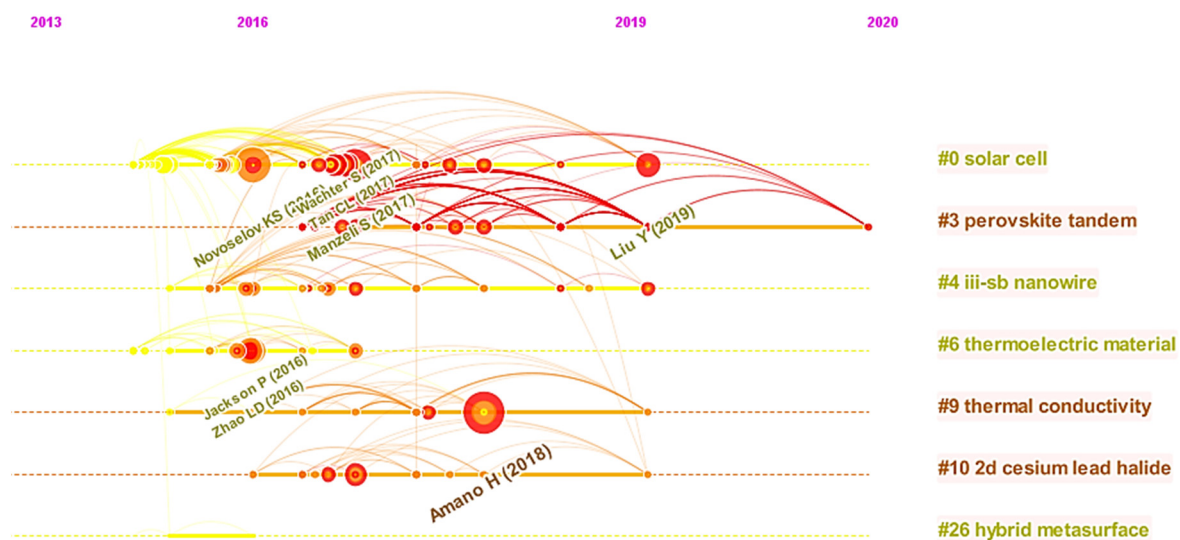 2013 2016 2019 2020
#0 solar cell
Wachter S (2017)
Novoselov KS (2016)
Tan CL (2017)
#3 perovskite tandem
Manzeli S (2017)
Liu Y (2019)
#4 iii-sb nanowire
#6 thermoelectric material
Jackson P (2016)
Zhao LD (2016)
#9 thermal conductivity
#10 2d cesium lead halide
Amano H (2018)
#26 hybrid metasurface